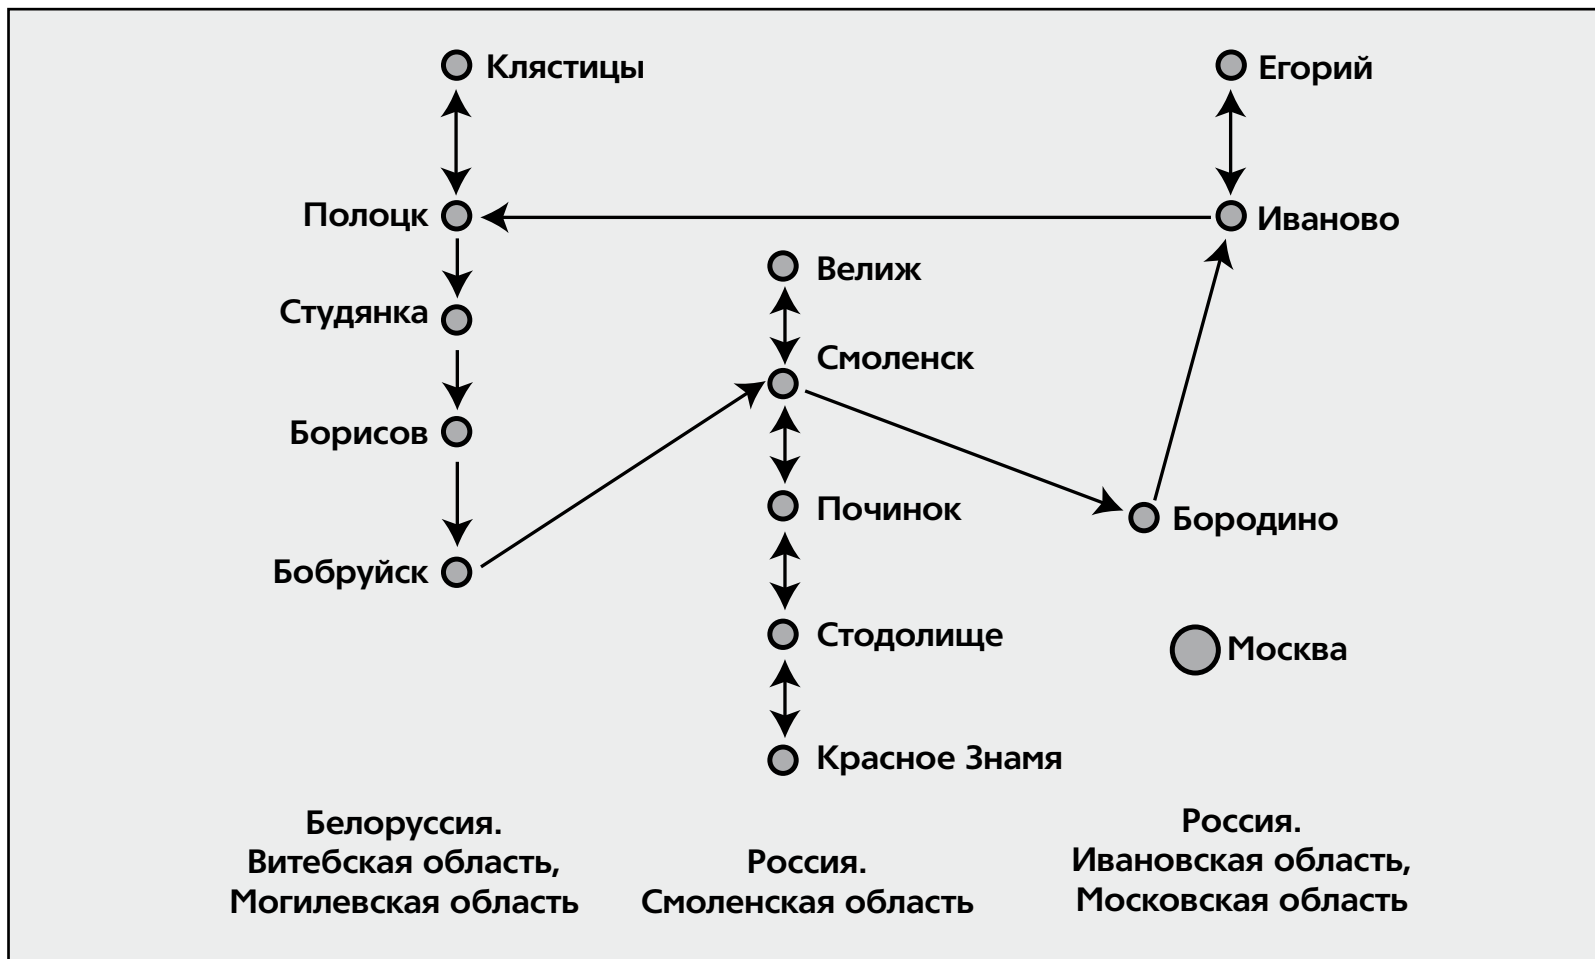 Клястицы
Егорий
Полоцк
Иваново
Велиж
Студянка
Смоленск
Борисов
Починок
Бородино
Бобруйск
Стодолище
Москва
Красное Знамя
Белоруссия.
Витебская область,
Могилевская область
Россия.
Смоленская область
Россия.
Ивановская область,
Московская область